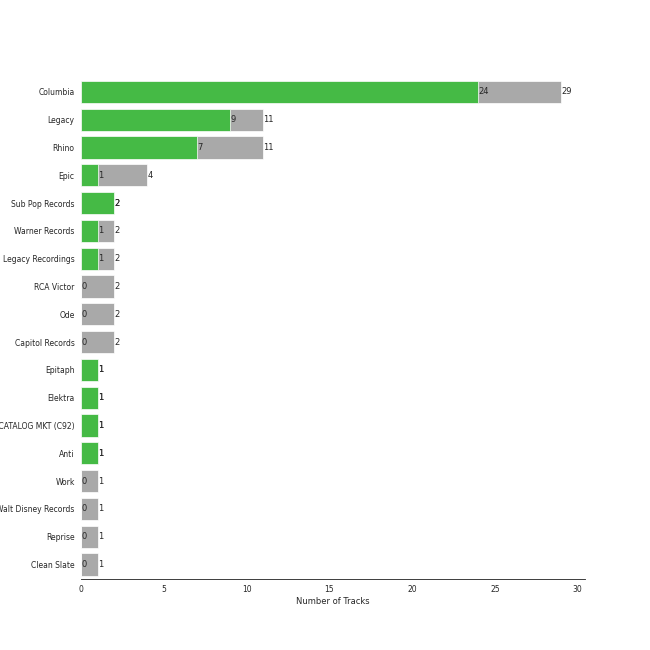 Columbia 24 29
Legacy 9 11
Rhino 7 11
Epic 1 4
Sub Pop Records 2
Warner Records 1 2
Legacy Recordings 1 2
RCA Victor 0 2
Ode 0 2
Capitol Records 0 2
Epitaph 1
Elektra 1
CATALOG MKT (C92) 1
Anti 1
Work 0 1
Walt Disney Records 0 1
Reprise 0 1
Clean Slate 0 1
0 5 10 15 20 25 30
Number of Tracks